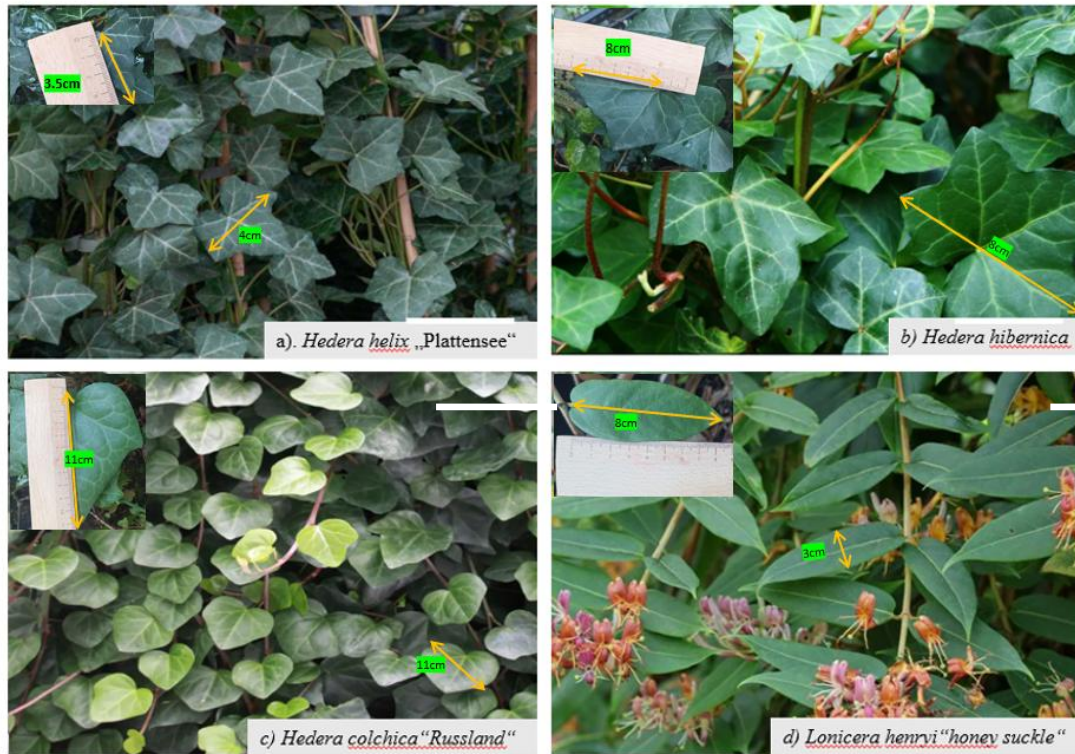 3.5cm
4cm
a). Hedera helix „Plattensee“
8cm
8cm
b) Hedera hibernica
11cm
11cm
c) Hedera colchica“Russland“
8cm
3cm
d) Lonicera henryi“honey suckle“